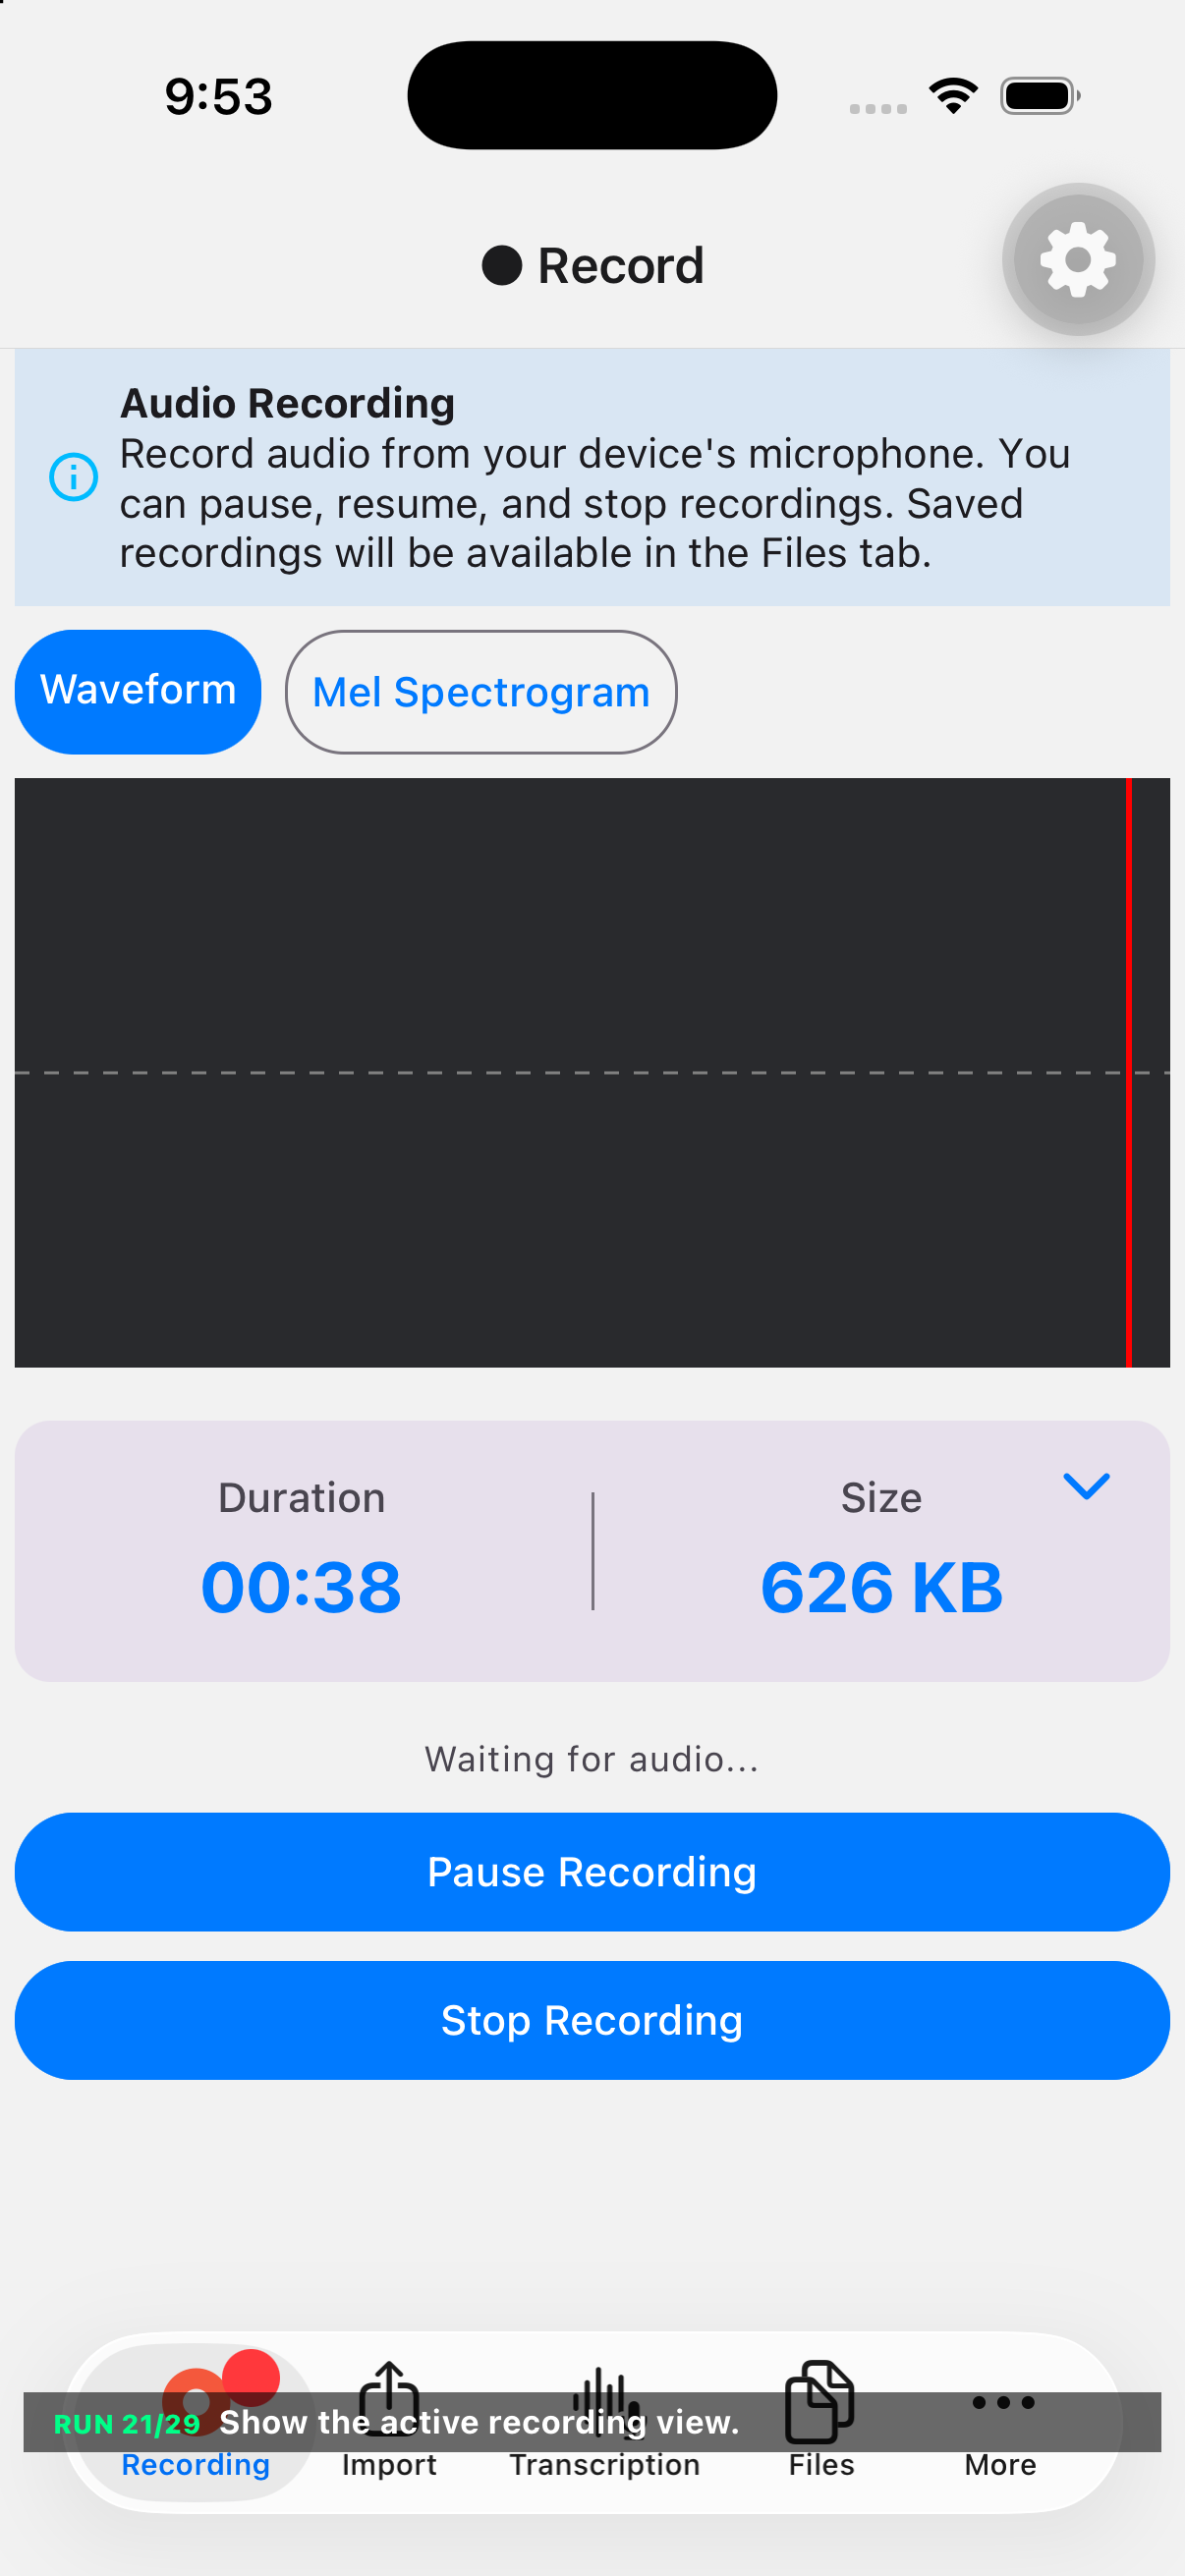 9:53
Record
Audio Recording
Record audio from your device's microphone. You
can pause, resume, and stop recordings. Saved
recordings will be available in the Files tab.
Waveform
Mel Spectrogram
Duration
Size
00:38
626 KB
Waiting for audio...
Pause Recording
Stop Recording
RUN 21/29 Show the active recording view.
Recording
Import
Transcription
Files
More